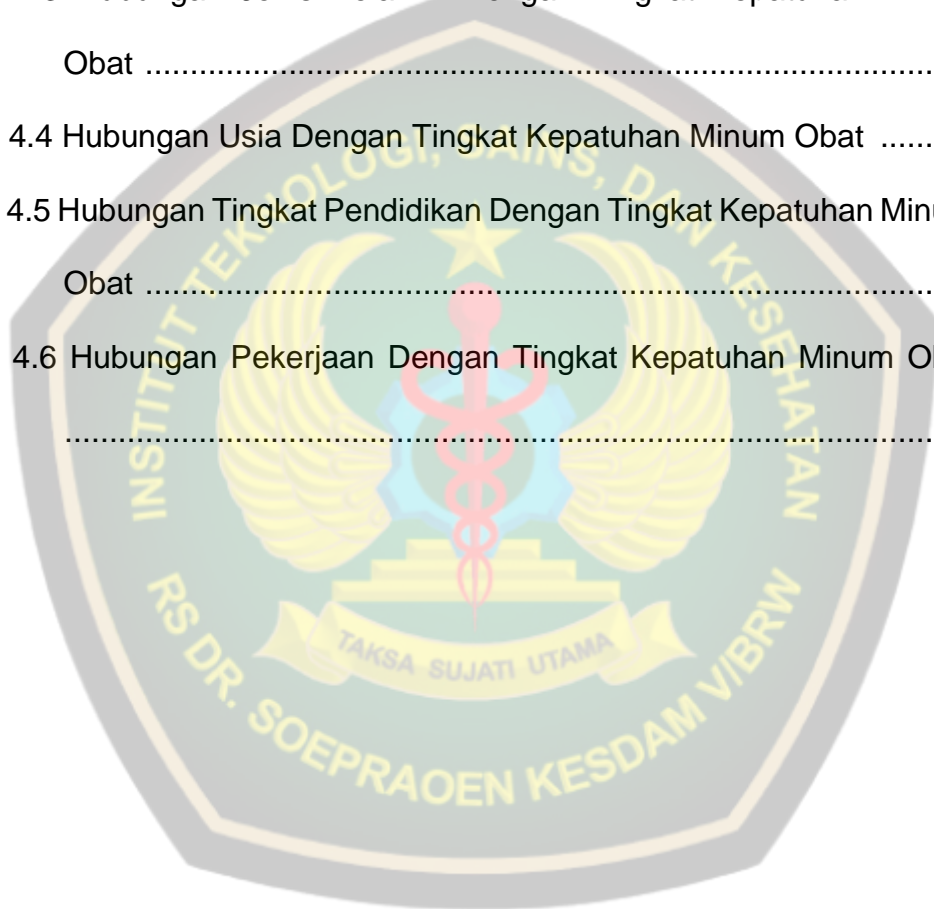 Obat ................................................................................
4.4 Hubungan Usia Dengan Tingkat Kepatuhan Minum Obat .......
4.5 Hubungan Tingkat Pendidikan Dengan Tingkat Kepatuhan Minu
Obat ................................................................................
4.6 Hubungan Pekerjaan Dengan Tingkat Kepatuhan Minum Ob
................................................................................
INSTITUT TEKNOLOGI, SAINS, DAN KESEHATAN
TAKSA SUJATI UTAMA
RS DR. SOEPRAOEN KESDAM V/BRW